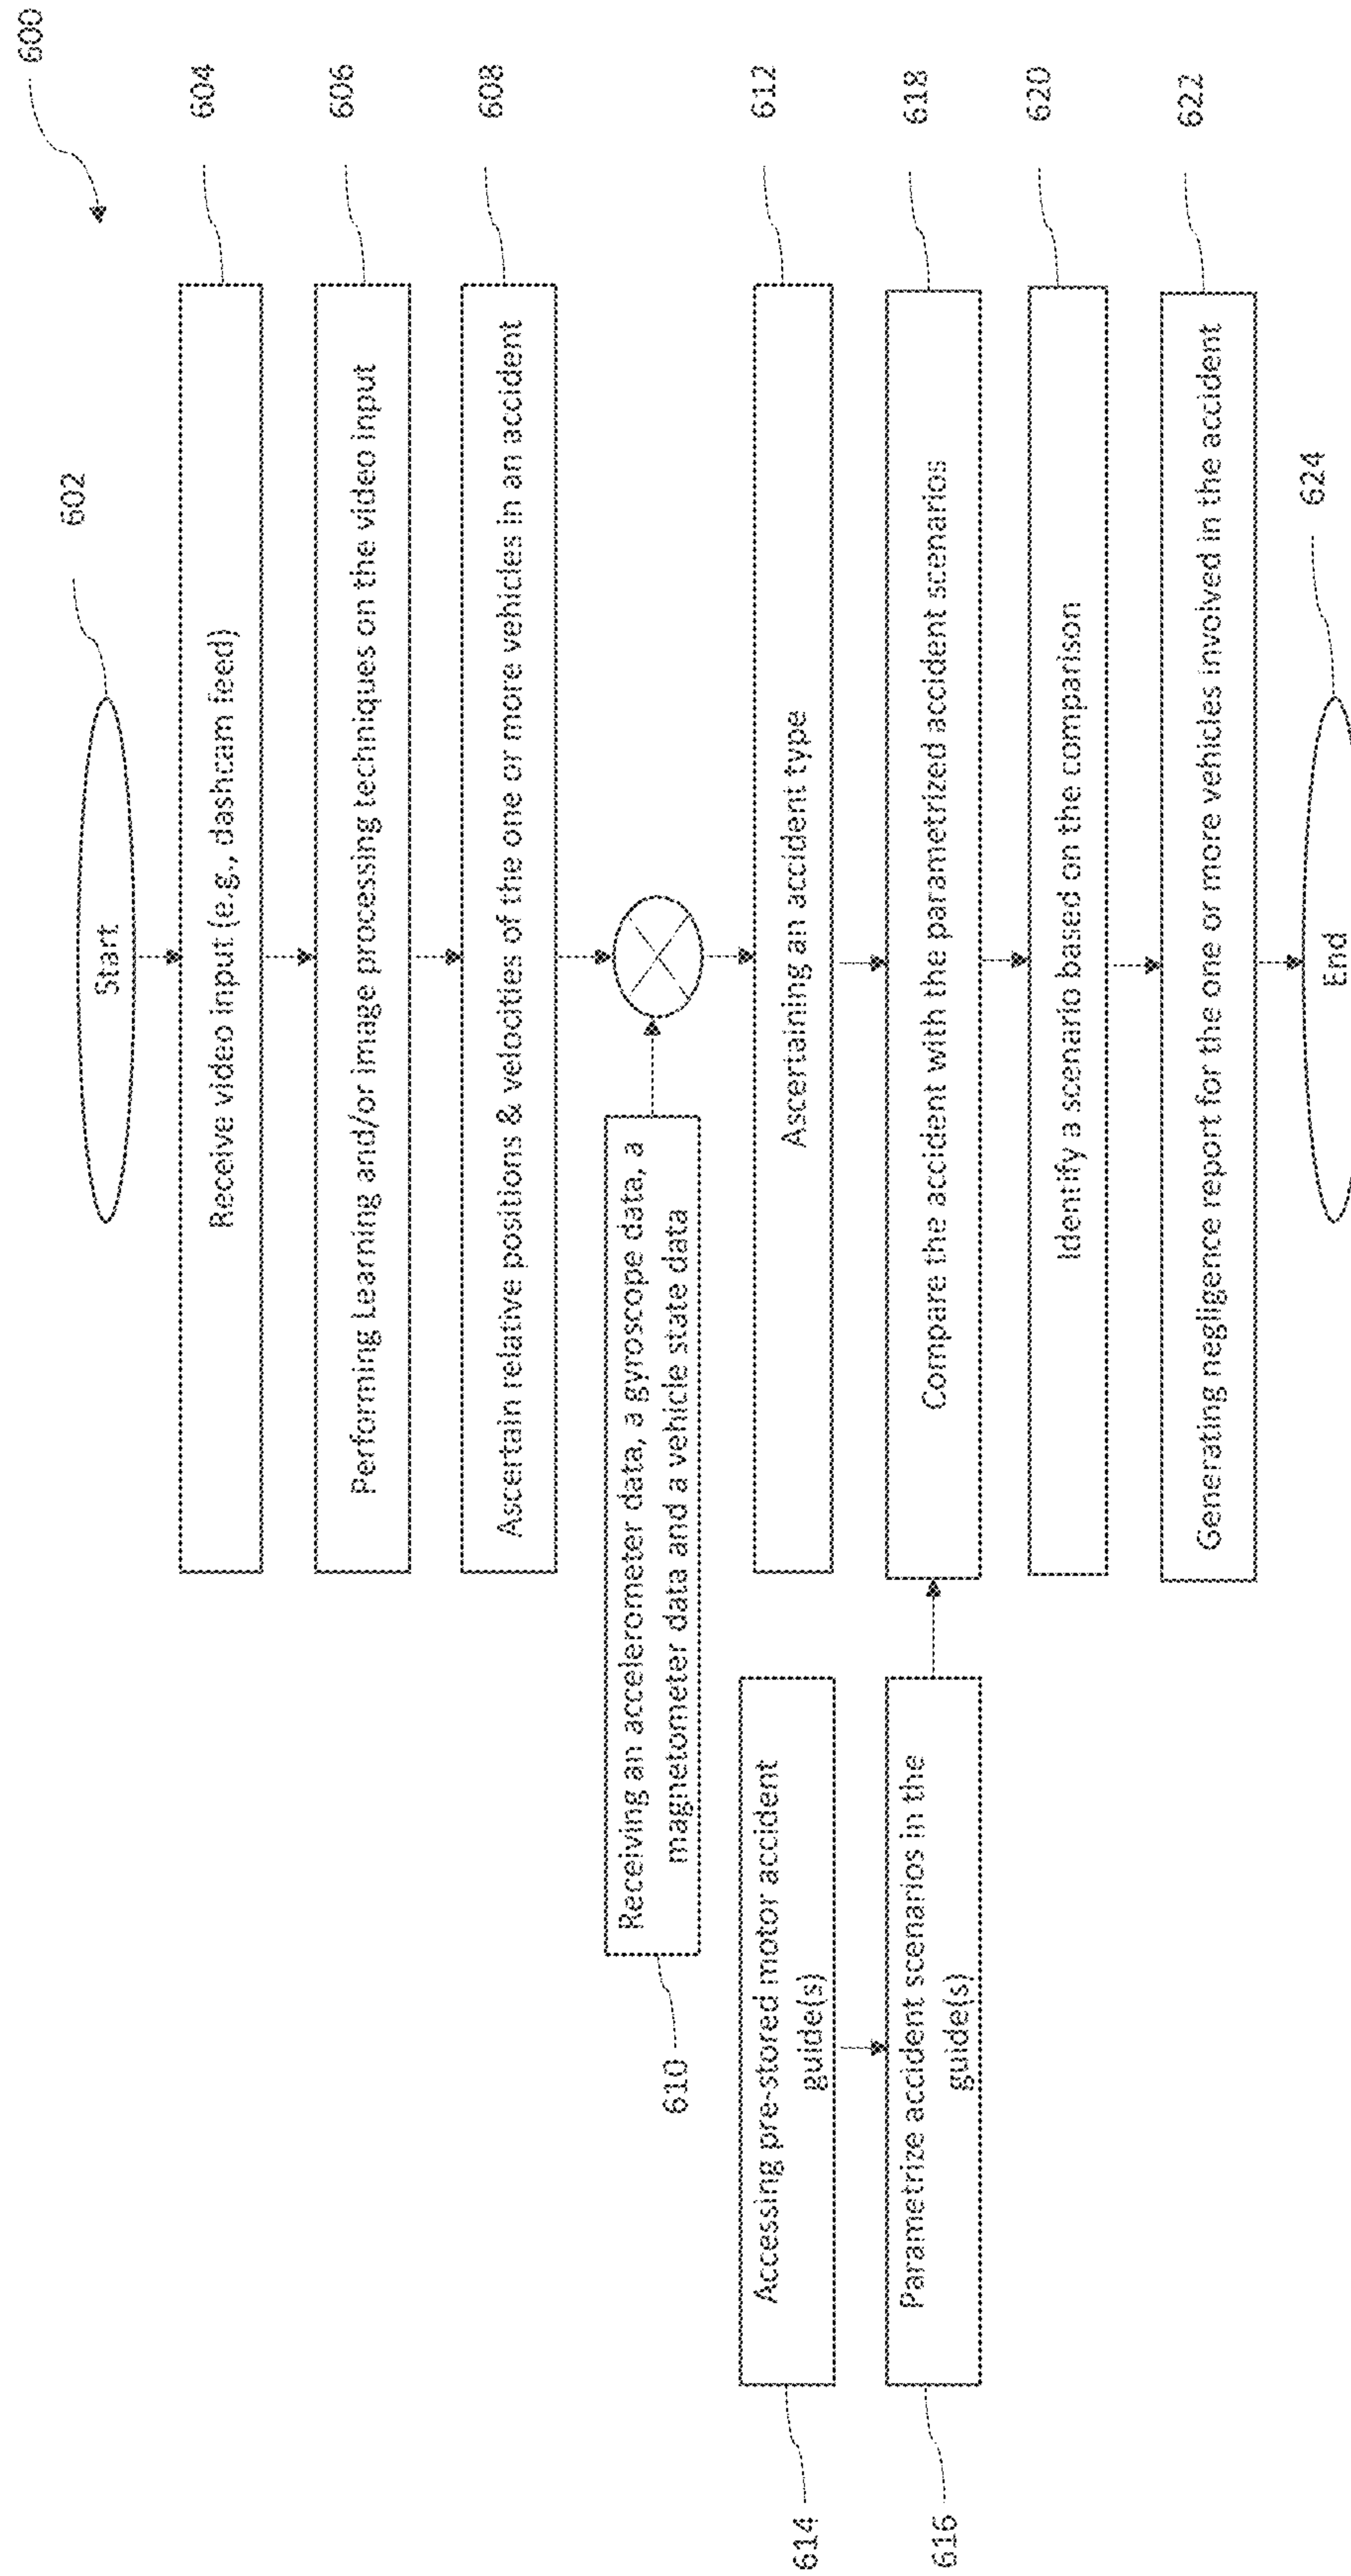 600
602
Start
Receive video input (e.g., dashcam feed)
604
Performing Learning and/or image processing techniques on the video input
606
Ascertain relative positions & velocities of the one or more vehicles in an accident
608
Receiving an accelerometer data, a gyroscope data, a
magnetometer data and a vehicle state data
610
Ascertaining an accident type
612
Accessing pre-stored motor accident
guide(s)
614
Parametrize accident scenarios in the
guide(s)
616
Compare the accident with the parametrized accident scenarios
618
Identify a scenario based on the comparison
620
Generating negligence report for the one or more vehicles involved in the accident
622
End
624